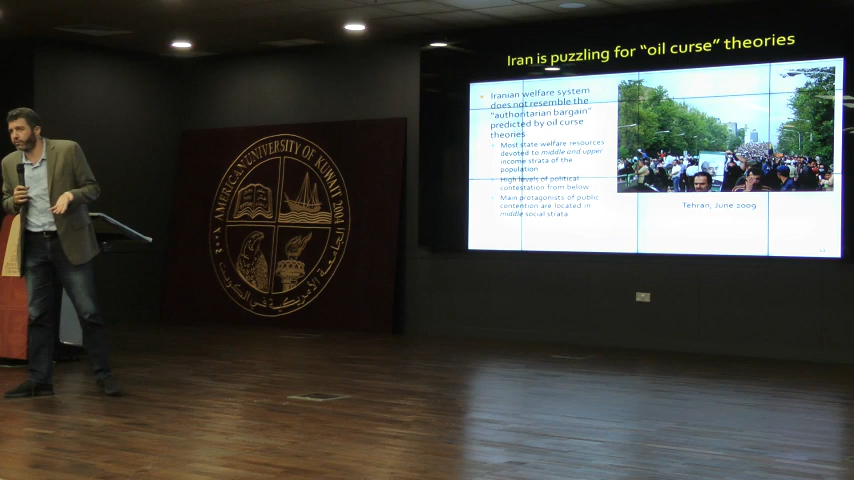 Iran is puzzling for “oil curse” theories
Iranian welfare system
does not resemble the
“authoritarian bargain”
predicted by oil curse
theories
Most state welfare resources
devoted to middle and upper
income strata of the
population
High levels of political
contestation from below
Main protagonists of public
contention are located in
middle social strata
Tehran, June 2009
AMERICAN UNIVERSITY OF KUWAIT 2004
الجامعة الأمريكية في الكويت